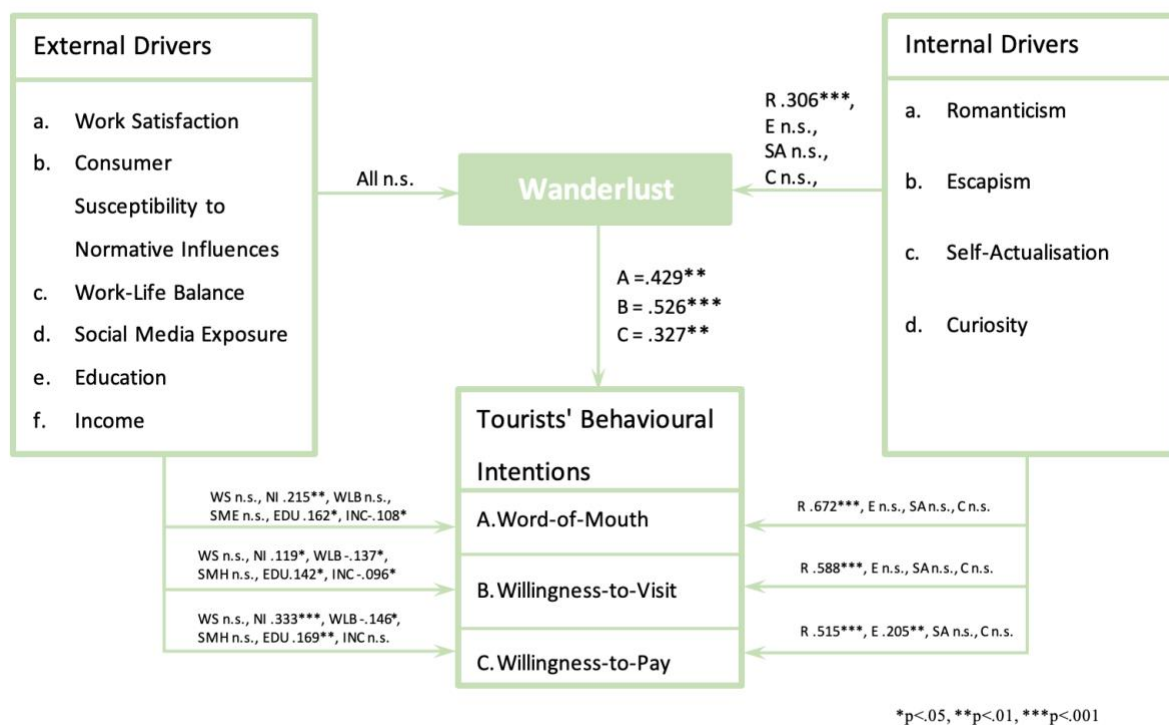 External Drivers
a. Work Satisfaction
b. Consumer
Susceptibility to
Normative Influences
c. Work-Life Balance
d. Social Media Exposure
e. Education
f. Income
All n.s.
Wanderlust
R .306***,
E n.s.,
SA n.s.,
C n.s.,
Internal Drivers
a. Romanticism
b. Escapism
c. Self-Actualisation
d. Curiosity
A =.429**
B = .526***
C = .327**
Tourists' Behavioural
Intentions
A.Word-of-Mouth
B.Willingness-to-Visit
C.Willingness-to-Pay
WS n.s., NI .215**, WLB n.s.,
SME n.s., EDU .162*, INC-.108*
WS n.s., NI .119*, WLB -.137*,
SMH n.s., EDU.142*, INC -.096*
WS n.s., NI .333***, WLB -.146*,
SMH n.s., EDU .169**, INC n.s.
R .672***, E n.s., SA n.s., C n.s.
R .588***, E n.s., SA n.s., C n.s.
R .515***, E .205**, SA n.s., C n.s.
*p<.05, **p<.01, ***p<.001